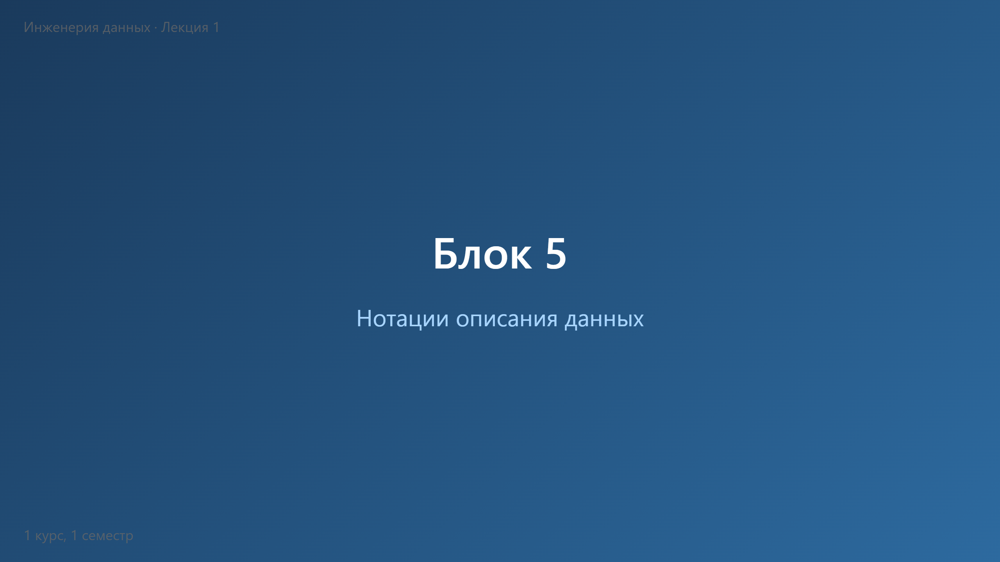 Инженерия данных · Лекция 1
Блок 5
Нотации описания данных
1 курс, 1 семестр